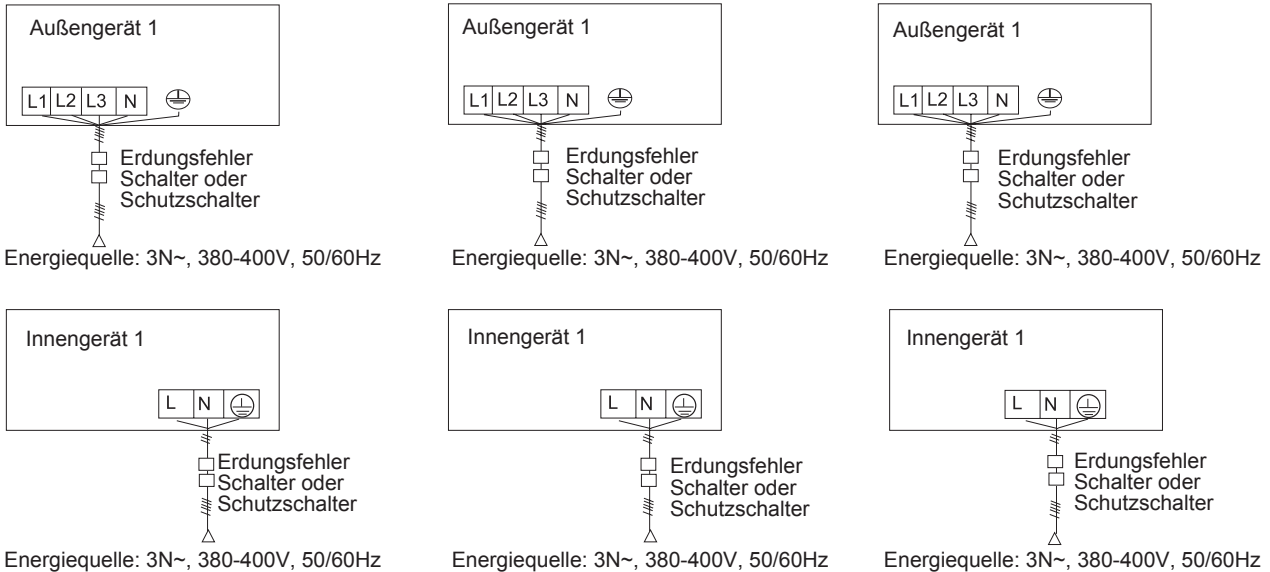 Außengerät 1
L1 L2 L3 N
Erdungsfehler
Schalter oder
Schutzschalter
Energiequelle: 3N~, 380-400V, 50/60Hz
Außengerät 1
L1 L2 L3 N
Erdungsfehler
Schalter oder
Schutzschalter
Energiequelle: 3N~, 380-400V, 50/60Hz
Außengerät 1
L1 L2 L3 N
Erdungsfehler
Schalter oder
Schutzschalter
Energiequelle: 3N~, 380-400V, 50/60Hz
Innengerät 1
L N
Erdungsfehler
Schalter oder
Schutzschalter
Energiequelle: 3N~, 380-400V, 50/60Hz
Innengerät 1
L N
Erdungsfehler
Schalter oder
Schutzschalter
Energiequelle: 3N~, 380-400V, 50/60Hz
Innengerät 1
L N
Erdungsfehler
Schalter oder
Schutzschalter
Energiequelle: 3N~, 380-400V, 50/60Hz